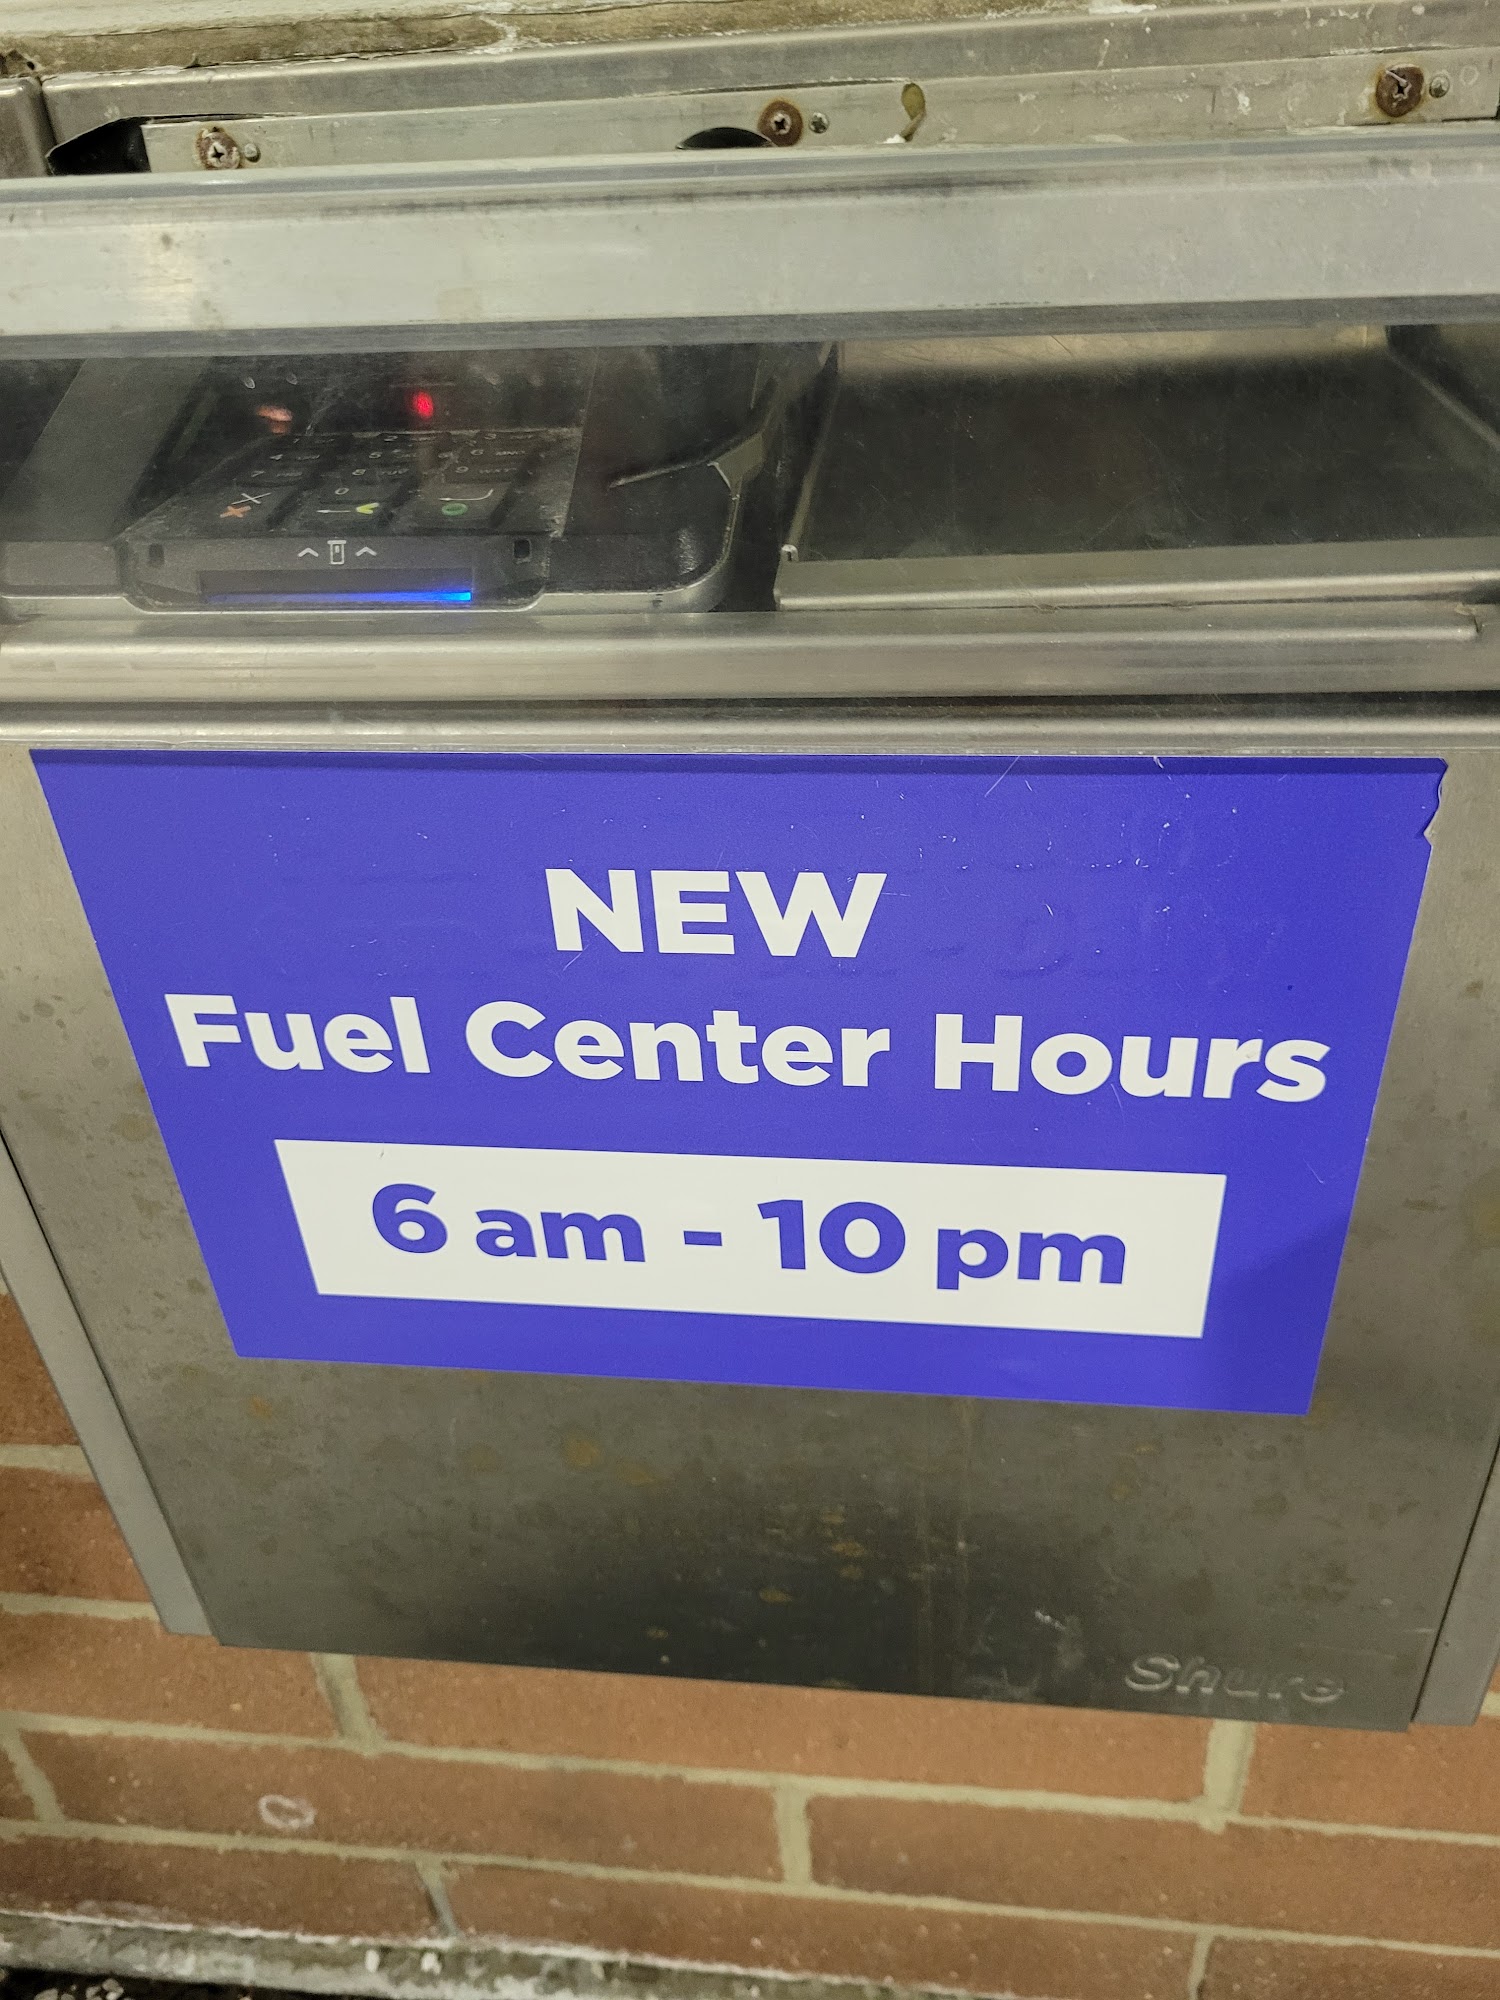 NEW
Fuel Center Hours
6 am - 10 pm
Shure